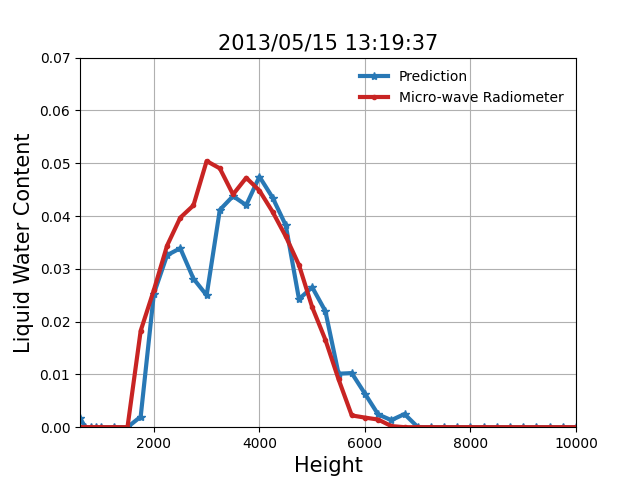 2013/05/15 13:19:37
Prediction
Micro-wave Radiometer
Liquid Water Content
0.07
0.06
0.05
0.04
0.03
0.02
0.01
0.00
2000 4000 6000 8000 10000
Height